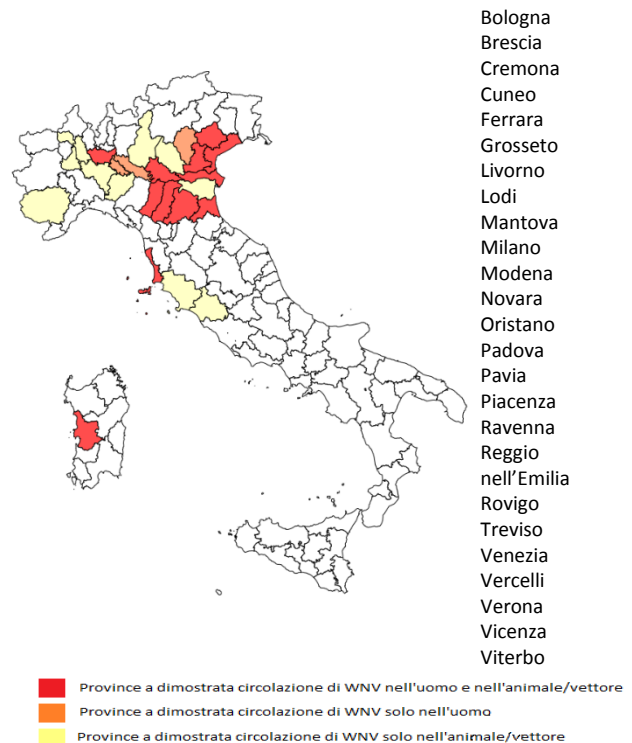 Bologna
Brescia
Cremona
Cuneo
Ferrara
Grosseto
Livorno
Lodi
Mantova
Milano
Modena
Novara
Oristano
Padova
Pavia
Piacenza
Ravenna
Reggio
nell'Emilia
Rovigo
Treviso
Venezia
Vercelli
Verona
Vicenza
Viterbo
Province a dimostrata circolazione di WNV nell'uomo e nell'animale/vettore
Province a dimostrata circolazione di WNV solo nell'uomo
Province a dimostrata circolazione di WNV solo nell'animale/vettore